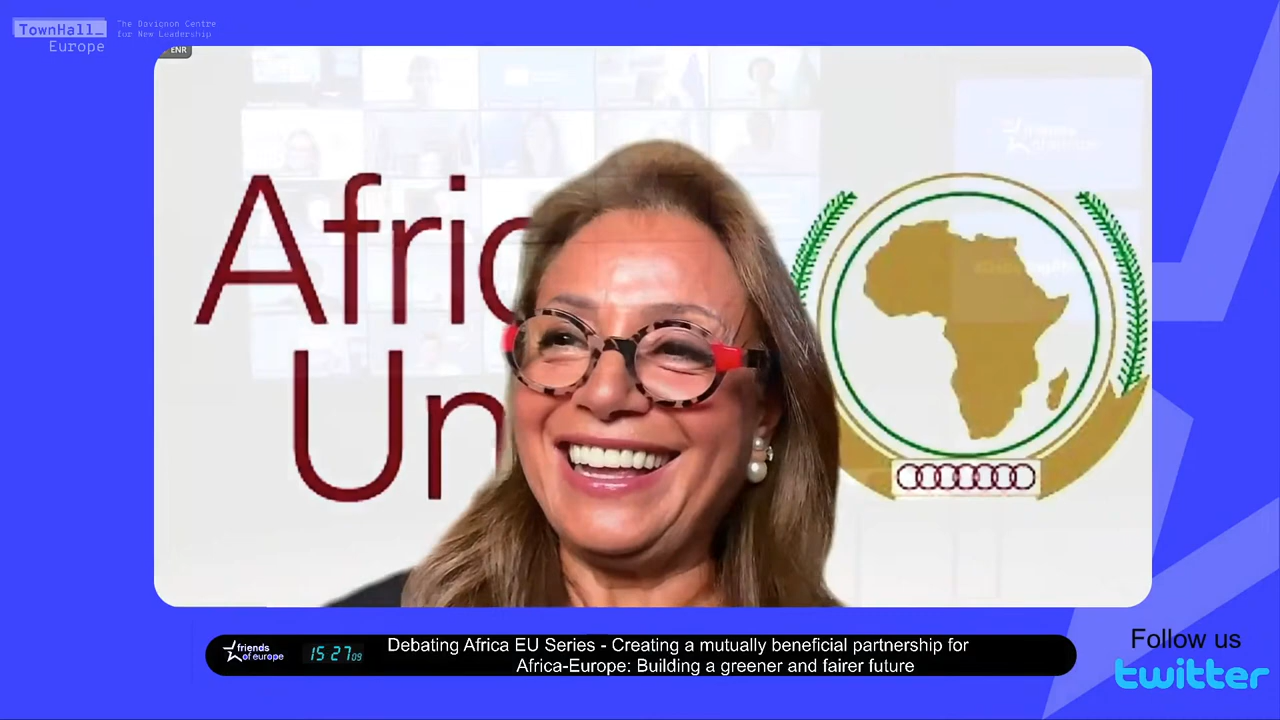 TownHall_
Europe
The Davignon Centre
for New Leadership
ENR
Afric
Un
friends
of europe
15 27 09
Debating Africa EU Series - Creating a mutually beneficial partnership for
Africa-Europe: Building a greener and fairer future
Follow us
twitter